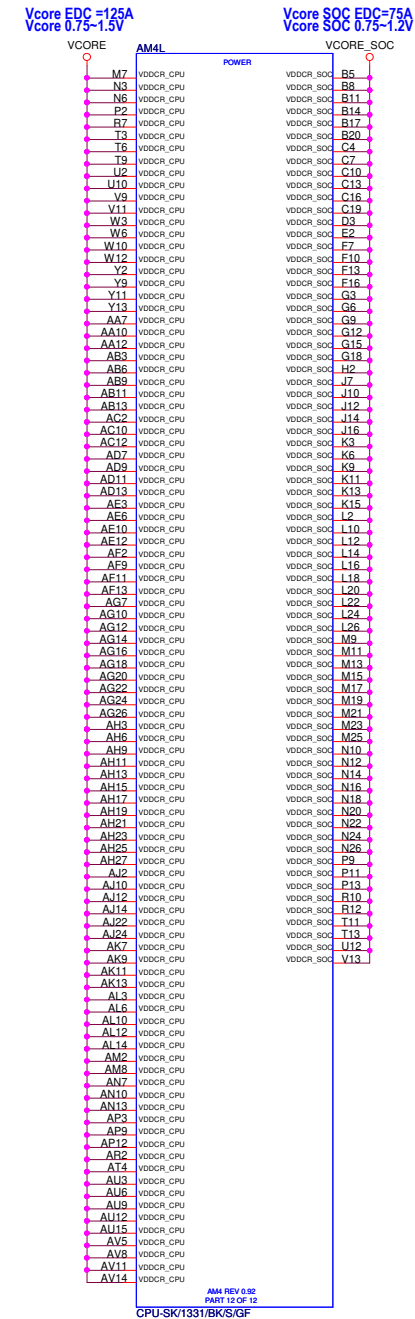 Vcore EDC =125A Vcore SOC EDC=75A
Vcore 0.75~1.5V Vcore SOC 0.75~1.2V
VCORE AM4L VCORE_SOC
POWER
M7 VDDCR_CPU VDDCR_SOC B5
N3 VDDCR_CPU VDDCR_SOC B8
N6 VDDCR_CPU VDDCR_SOC B11
P2 VDDCR_CPU VDDCR_SOC B14
R7 VDDCR_CPU VDDCR_SOC B17
T3 VDDCR_CPU VDDCR_SOC B20
T6 VDDCR_CPU VDDCR_SOC C4
T9 VDDCR_CPU VDDCR_SOC C7
U2 VDDCR_CPU VDDCR_SOC C10
U10 VDDCR_CPU VDDCR_SOC C13
V9 VDDCR_CPU VDDCR_SOC C16
V11 VDDCR_CPU VDDCR_SOC C19
W3 VDDCR_CPU VDDCR_SOC D3
W6 VDDCR_CPU VDDCR_SOC E2
W10 VDDCR_CPU VDDCR_SOC F7
W12 VDDCR_CPU VDDCR_SOC F10
Y2 VDDCR_CPU VDDCR_SOC F13
Y9 VDDCR_CPU VDDCR_SOC F16
Y11 VDDCR_CPU VDDCR_SOC G3
Y13 VDDCR_CPU VDDCR_SOC G6
AA7 VDDCR_CPU VDDCR_SOC G9
AA10 VDDCR_CPU VDDCR_SOC G12
AA12 VDDCR_CPU VDDCR_SOC G15
AB3 VDDCR_CPU VDDCR_SOC G18
AB6 VDDCR_CPU VDDCR_SOC H2
AB9 VDDCR_CPU VDDCR_SOC J7
AB11 VDDCR_CPU VDDCR_SOC J10
AB13 VDDCR_CPU VDDCR_SOC J12
AC2 VDDCR_CPU VDDCR_SOC J14
AC10 VDDCR_CPU VDDCR_SOC J16
AC12 VDDCR_CPU VDDCR_SOC K3
AD7 VDDCR_CPU VDDCR_SOC K6
AD9 VDDCR_CPU VDDCR_SOC K9
AD11 VDDCR_CPU VDDCR_SOC K11
AD13 VDDCR_CPU VDDCR_SOC K13
AE3 VDDCR_CPU VDDCR_SOC K15
AE6 VDDCR_CPU VDDCR_SOC L2
AE10 VDDCR_CPU VDDCR_SOC L10
AE12 VDDCR_CPU VDDCR_SOC L12
AF2 VDDCR_CPU VDDCR_SOC L14
AF9 VDDCR_CPU VDDCR_SOC L16
AF11 VDDCR_CPU VDDCR_SOC L18
AF13 VDDCR_CPU VDDCR_SOC L20
AG7 VDDCR_CPU VDDCR_SOC L22
AG10 VDDCR_CPU VDDCR_SOC L24
AG12 VDDCR_CPU VDDCR_SOC L26
AG14 VDDCR_CPU VDDCR_SOC M9
AG16 VDDCR_CPU VDDCR_SOC M11
AG18 VDDCR_CPU VDDCR_SOC M13
AG20 VDDCR_CPU VDDCR_SOC M15
AG22 VDDCR_CPU VDDCR_SOC M17
AG24 VDDCR_CPU VDDCR_SOC M19
AG26 VDDCR_CPU VDDCR_SOC M21
AH3 VDDCR_CPU VDDCR_SOC M23
AH6 VDDCR_CPU VDDCR_SOC M25
AH9 VDDCR_CPU VDDCR_SOC N10
AH11 VDDCR_CPU VDDCR_SOC N12
AH13 VDDCR_CPU VDDCR_SOC N14
AH15 VDDCR_CPU VDDCR_SOC N16
AH17 VDDCR_CPU VDDCR_SOC N18
AH19 VDDCR_CPU VDDCR_SOC N20
AH21 VDDCR_CPU VDDCR_SOC N22
AH23 VDDCR_CPU VDDCR_SOC N24
AH25 VDDCR_CPU VDDCR_SOC N26
AH27 VDDCR_CPU VDDCR_SOC P9
AJ2 VDDCR_CPU VDDCR_SOC P11
AJ10 VDDCR_CPU VDDCR_SOC P13
AJ12 VDDCR_CPU VDDCR_SOC R10
AJ14 VDDCR_CPU VDDCR_SOC R12
AJ22 VDDCR_CPU VDDCR_SOC T11
AJ24 VDDCR_CPU VDDCR_SOC T13
AK7 VDDCR_CPU VDDCR_SOC U12
AK9 VDDCR_CPU VDDCR_SOC V13
AK11 VDDCR_CPU
AK13 VDDCR_CPU
AL3 VDDCR_CPU
AL6 VDDCR_CPU
AL10 VDDCR_CPU
AL12 VDDCR_CPU
AL14 VDDCR_CPU
AM2 VDDCR_CPU
AM8 VDDCR_CPU
AN7 VDDCR_CPU
AN10 VDDCR_CPU
AN13 VDDCR_CPU
AP3 VDDCR_CPU
AP9 VDDCR_CPU
AP12 VDDCR_CPU
AR2 VDDCR_CPU
AT4 VDDCR_CPU
AU3 VDDCR_CPU
AU6 VDDCR_CPU
AU9 VDDCR_CPU
AU12 VDDCR_CPU
AU15 VDDCR_CPU
AV5 VDDCR_CPU
AV8 VDDCR_CPU
AV11 VDDCR_CPU
AV14 VDDCR_CPU
AM4 REV 0.92
PART 12 OF 12
CPU-SK/1331/BK/S/GF